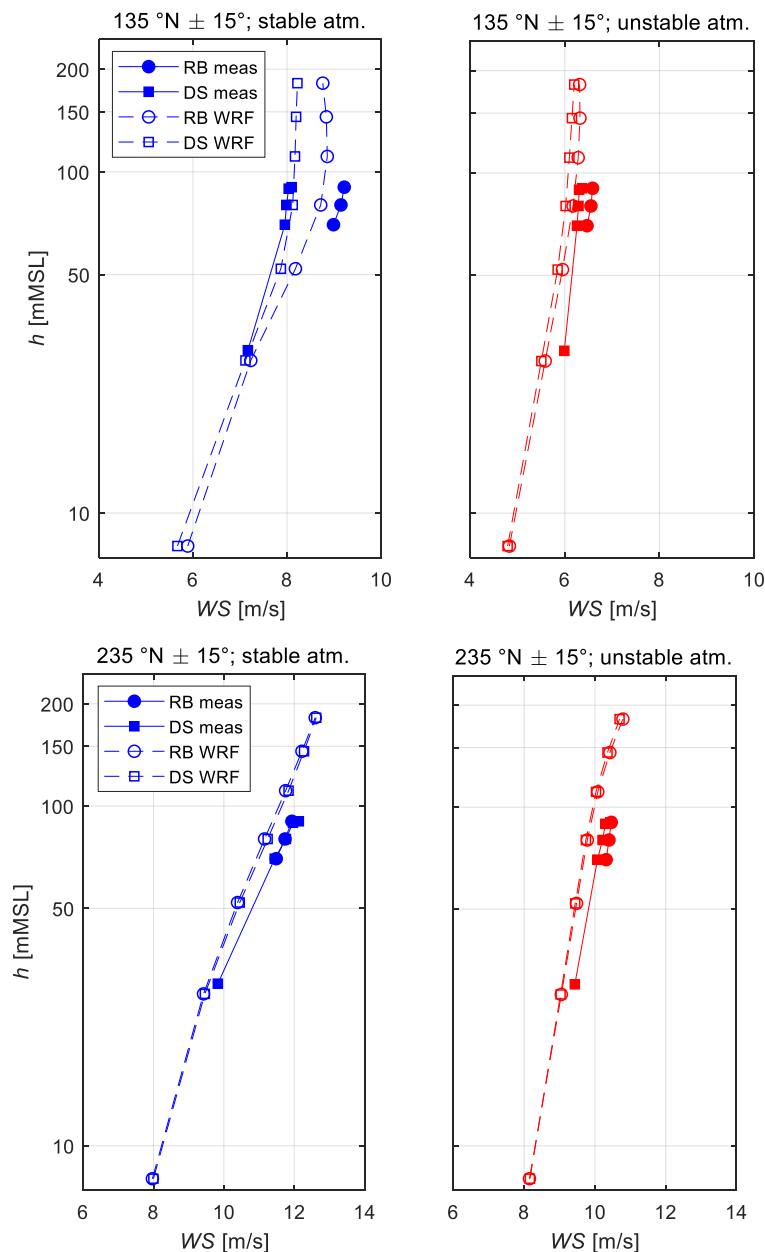 135 °N ± 15°; stable atm.
135 °N ± 15°; unstable atm.
RB meas
DS meas
RB WRF
DS WRF
200
150
100
50
10
h [mMSL]
4 6 8 10
4 6 8 10
WS [m/s]
WS [m/s]
235 °N ± 15°; stable atm.
235 °N ± 15°; unstable atm.
RB meas
DS meas
RB WRF
DS WRF
200
150
100
50
10
h [mMSL]
6 8 10 12 14
6 8 10 12 14
WS [m/s]
WS [m/s]